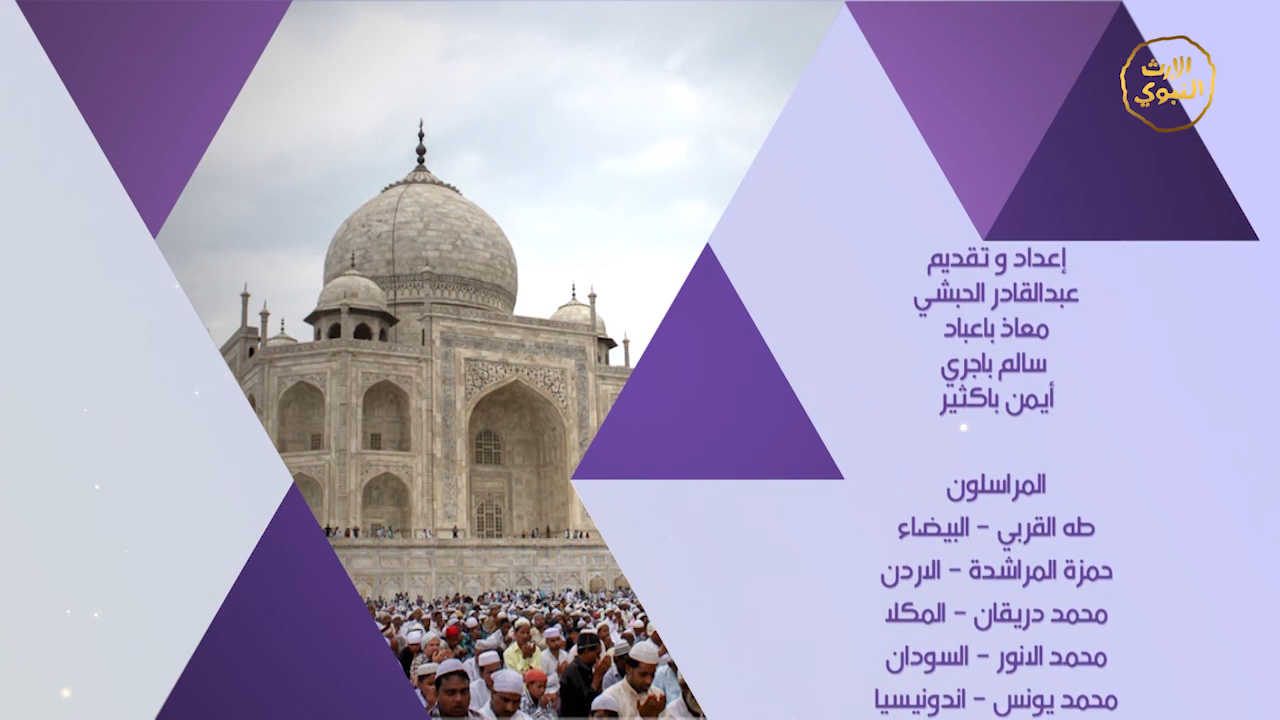 الارث
النبوي
إعداد و تقديم
عبدالقادر الحبشي
معاذ باعباد
سالم باجري
أيمن باكثير
المراسلون
طه القربي - البيضاء
حمزة المراشدة - الاردن
محمد دريقان - المكلا
محمد الانور - السودان
محمد يونس - اندونيسيا